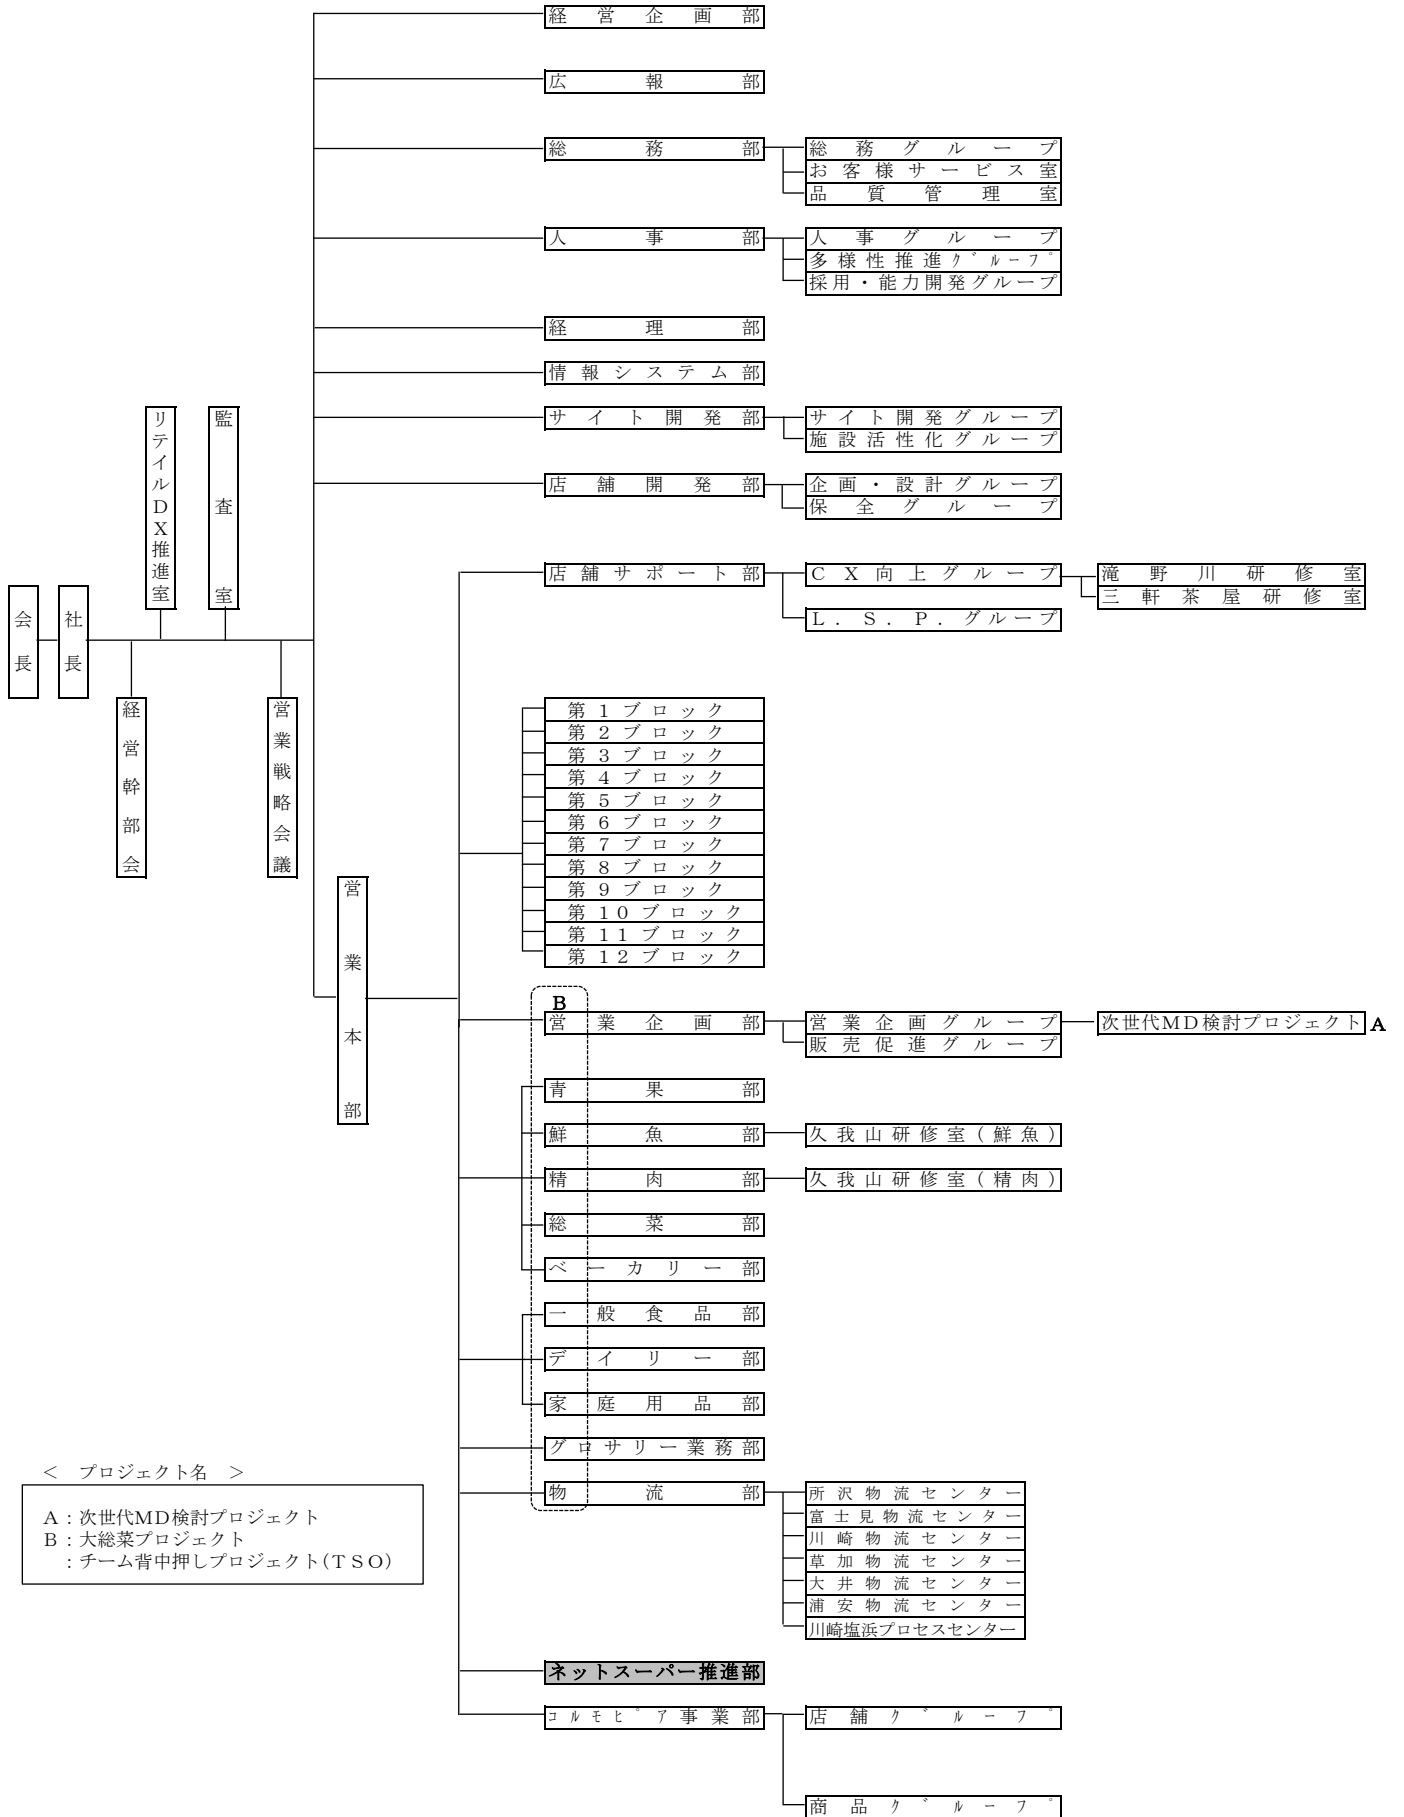 経営企画部
広報部
総務部
総務グループ
お客様サービス室
品質管理室
人事部
人事グループ
多様性推進ｸﾞﾙｰﾌﾟ
採用・能力開発グループ
経理部
情報システム部
サイト開発部
サイト開発グループ
施設活性化グループ
店舗開発部
企画・設計グループ
保全グループ
リテイルDX推進室
監査室
会長
社長
経営幹部会
営業戦略会議
営業本部
店舗サポート部
CX向上グループ
滝野川研修室
三軒茶屋研修室
L．S．P．グループ
第1ブロック
第2ブロック
第3ブロック
第4ブロック
第5ブロック
第6ブロック
第7ブロック
第8ブロック
第9ブロック
第10ブロック
第11ブロック
第12ブロック
B
営業企画部
営業企画グループ
次世代MD検討プロジェクト A
販売促進グループ
青果部
鮮魚部
久我山研修室(鮮魚)
精肉部
久我山研修室(精肉)
総菜部
ベーカリー部
一般食品部
デイリー部
家庭用品部
グロサリー業務部
物流部
所沢物流センター
富士見物流センター
川崎物流センター
草加物流センター
大井物流センター
浦安物流センター
川崎塩浜プロセスセンター
ネットスーパー推進部
ｺﾙﾓﾋﾟｱ事業部
店舗ｸﾞﾙｰﾌﾟ
商品ｸﾞﾙｰﾌﾟ
＜　プロジェクト名　＞
A：次世代MD検討プロジェクト
B：大総菜プロジェクト
：チーム背中押しプロジェクト(TSO)